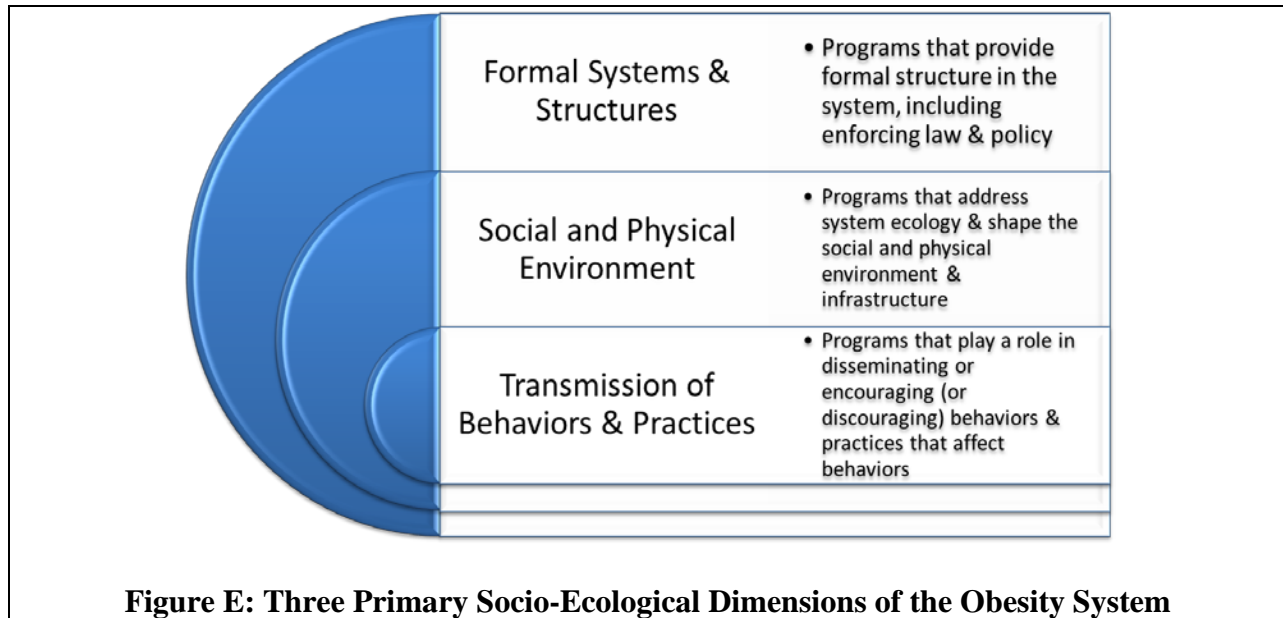 Formal Systems &
Structures
• Programs that provide
formal structure in the
system, including
enforcing law & policy
Social and Physical
Environment
• Programs that address
system ecology & shape the
social and physical
environment &
infrastructure
Transmission of
Behaviors & Practices
• Programs that play a role in
disseminating or
encouraging (or
discouraging) behaviors &
practices that affect
behaviors
Figure E: Three Primary Socio-Ecological Dimensions of the Obesity System